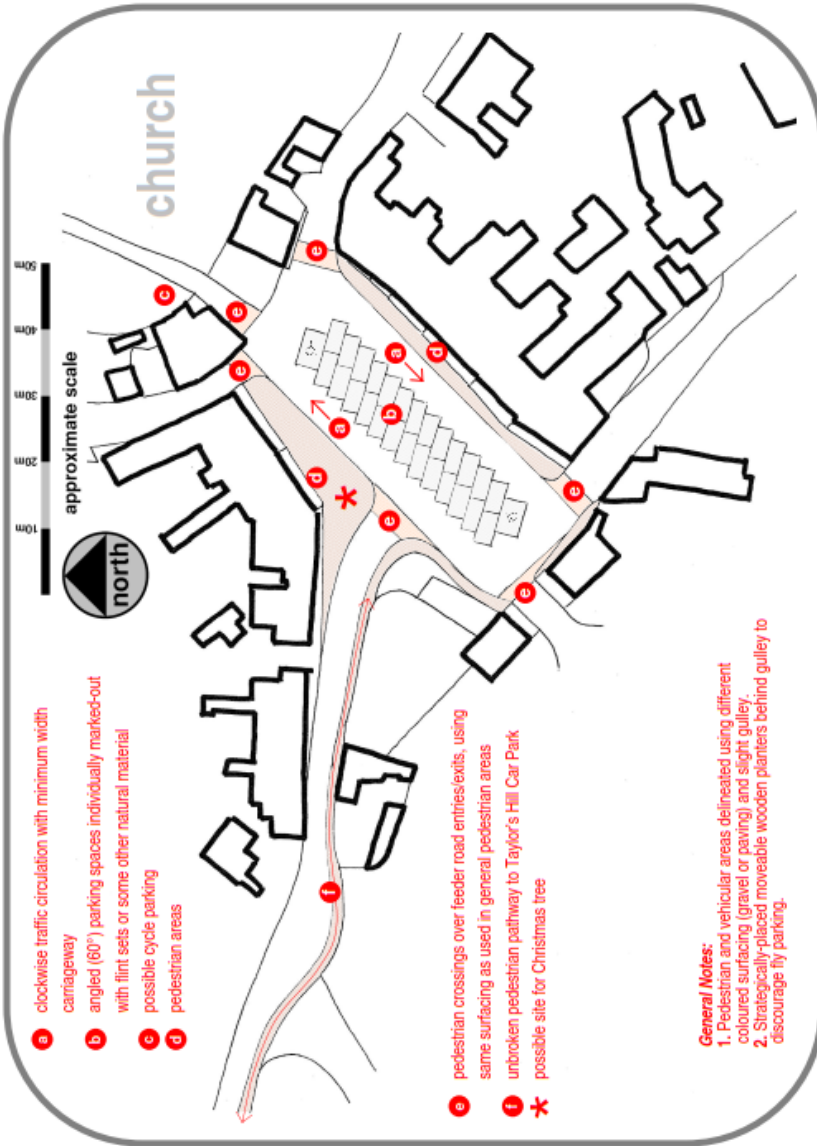 church
50m
40m
30m
20m
10m
approximate scale
north
a clockwise traffic circulation with minimum width
carriageway
b angled (60°) parking spaces individually marked-out
with flint sets or some other natural material
c possible cycle parking
d pedestrian areas
e pedestrian crossings over feeder road entries/exits, using
same surfacing as used in general pedestrian areas
f unbroken pedestrian pathway to Taylor's Hill Car Park
* possible site for Christmas tree
General Notes:
1. Pedestrian and vehicular areas delineated using different
coloured surfacing (gravel or paving) and slight gulley.
2. Strategically-placed moveable wooden planters behind gulley to
discourage fly parking.
c
e
e
e
a
d
a
b
d
*
e
e
e
f